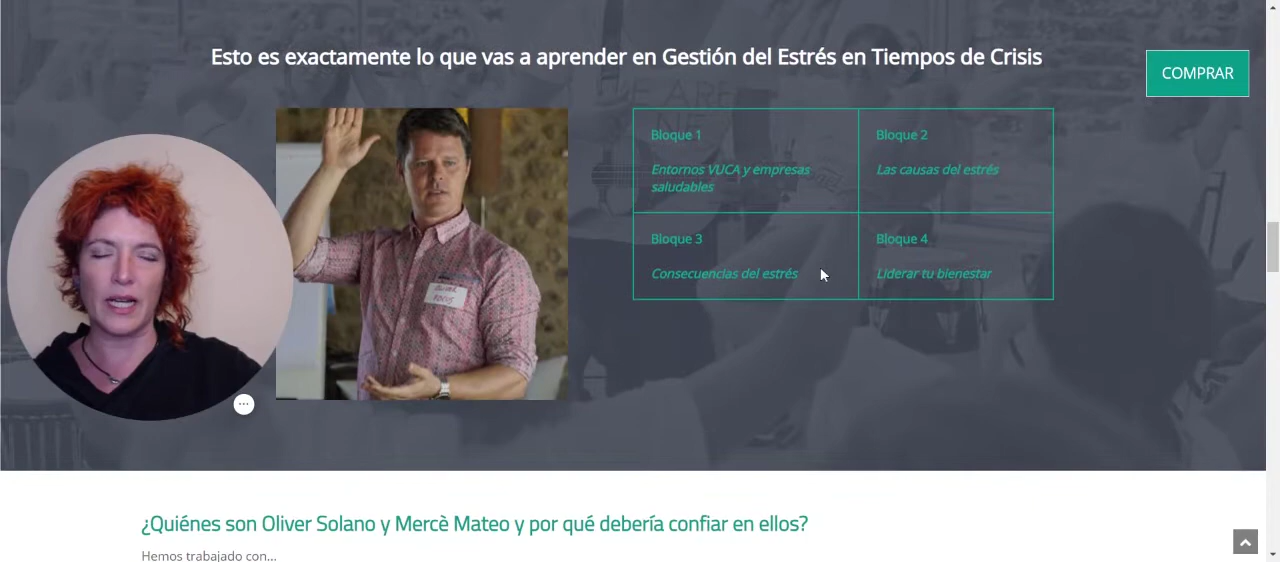 Esto es exactamente lo que vas a aprender en Gestión del Estrés en Tiempos de Crisis
COMPRAR
Bloque 1
Entornos VUCA y empresas
saludables
Bloque 2
Las causas del estrés
Bloque 3
Consecuencias del estrés
Bloque 4
Liderar tu bienestar
¿Quiénes son Oliver Solano y Mercè Mateo y por qué debería confiar en ellos?
Hemos trabajado con...